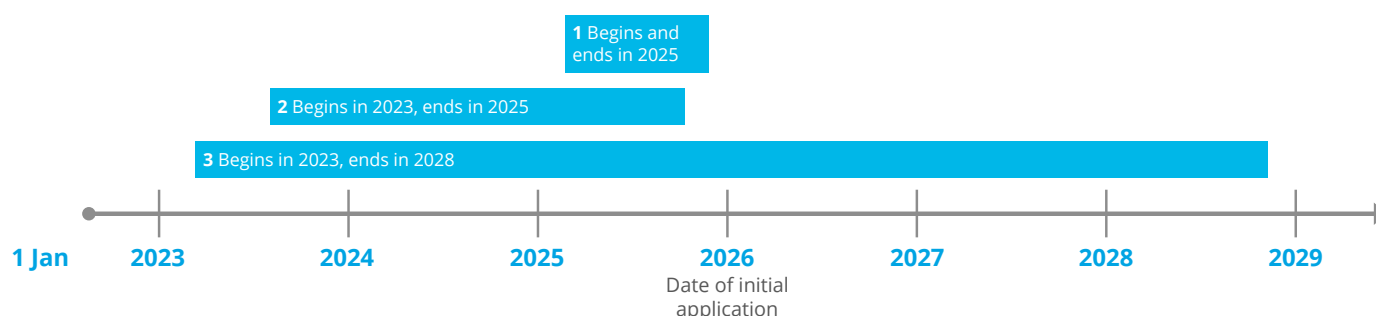 1 Begins and
ends in 2025
2 Begins in 2023, ends in 2025
3 Begins in 2023, ends in 2028
1 Jan 2023 2024 2025 2026 2027 2028 2029
Date of initial
application